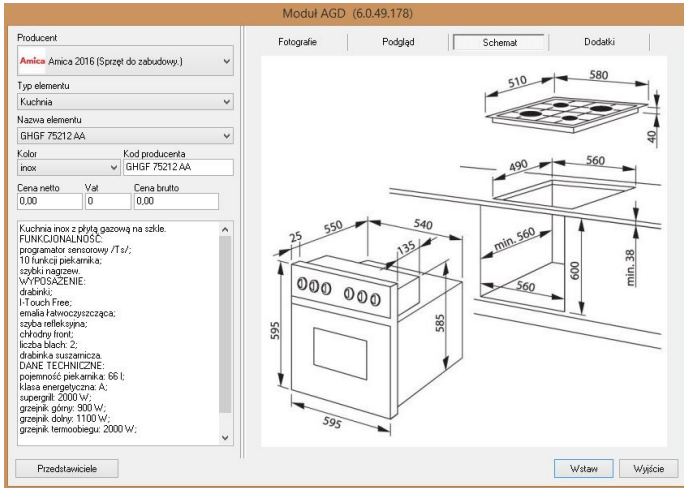 Moduł AGD (6.0.49.178)
Producent
Amica Amica 2016 (Sprzęt do zabudowy.)
Typ elementu
Kuchnia
Nazwa elementu
GHGF 75212 AA
Kolor
Kod producenta
inox
GHGF 75212 AA
Cena netto
Vat
Cena brutto
0,00
0
0,00
Kuchnia inox z płytą gazową na szkle.
FUNKCJONALNOŚĆ:
programator sensorowy /Ts/;
10 funkcji piekarnika;
szybki nagrzew.
WYPOSAŻENIE:
drabinki;
I-Touch Free;
emalia łatwoczyszcząca;
szyba refleksyjna;
chłodny front;
liczba blach: 2;
drabinka suszarnicza.
DANE TECHNICZNE:
pojemność piekarnika: 66 l;
klasa energetyczna: A;
supergrill: 2000 W;
grzejnik górny: 900 W;
grzejnik dolny: 1100 W;
grzejnik termoobiegu: 2000 W;
Przedstawiciele
Fotografie
Podgląd
Schemat
Dodatki
510
580
40
490
560
min. 560
560
600
min. 38
25
550
540
135
595
585
595
Wstaw
Wyjście